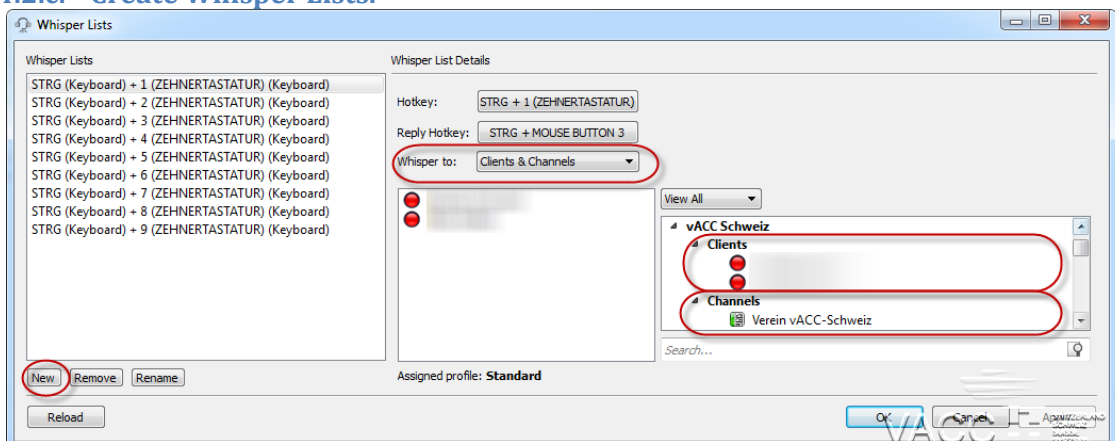 Create Whisper Lists.
Whisper Lists
Whisper Lists
STRG (Keyboard) + 1 (ZEHNERTASTATUR) (Keyboard)
STRG (Keyboard) + 2 (ZEHNERTASTATUR) (Keyboard)
STRG (Keyboard) + 3 (ZEHNERTASTATUR) (Keyboard)
STRG (Keyboard) + 4 (ZEHNERTASTATUR) (Keyboard)
STRG (Keyboard) + 5 (ZEHNERTASTATUR) (Keyboard)
STRG (Keyboard) + 6 (ZEHNERTASTATUR) (Keyboard)
STRG (Keyboard) + 7 (ZEHNERTASTATUR) (Keyboard)
STRG (Keyboard) + 8 (ZEHNERTASTATUR) (Keyboard)
STRG (Keyboard) + 9 (ZEHNERTASTATUR) (Keyboard)
New Remove Rename
Reload
Whisper List Details
Hotkey: STRG + 1 (ZEHNERTASTATUR)
Reply Hotkey: STRG + MOUSE BUTTON 3
Whisper to: Clients & Channels
View All
vACC Schweiz
Clients
Channels
Verein vACC-Schweiz
Search...
Assigned profile: Standard
OK Cancel
VACC